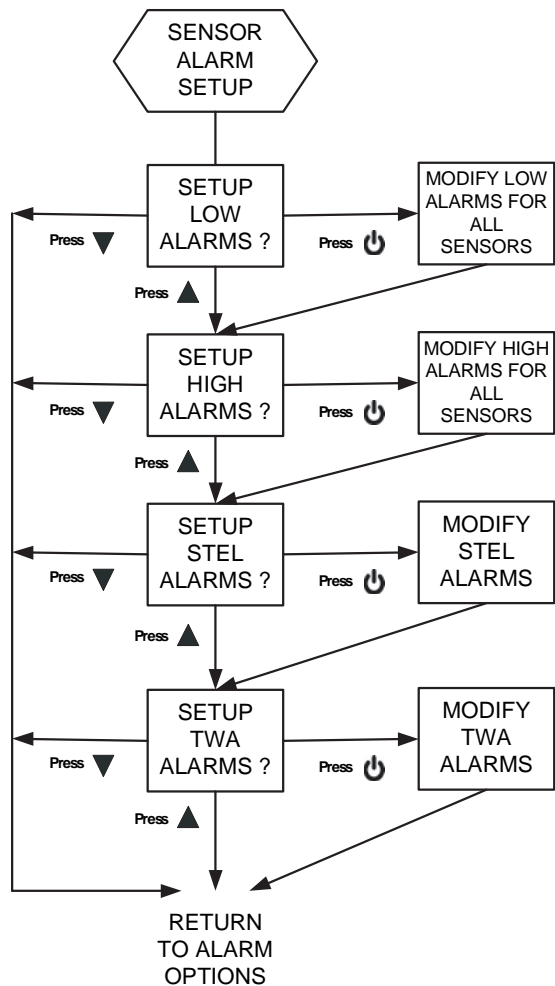 SENSOR
ALARM
SETUP
SETUP
LOW
ALARMS ?
MODIFY LOW
ALARMS FOR
ALL
SENSORS
Press
Press
Press
SETUP
HIGH
ALARMS ?
MODIFY HIGH
ALARMS FOR
ALL
SENSORS
Press
Press
Press
SETUP
STEL
ALARMS ?
MODIFY
STEL
ALARMS
Press
Press
Press
SETUP
TWA
ALARMS ?
MODIFY
TWA
ALARMS
Press
Press
Press
RETURN
TO ALARM
OPTIONS